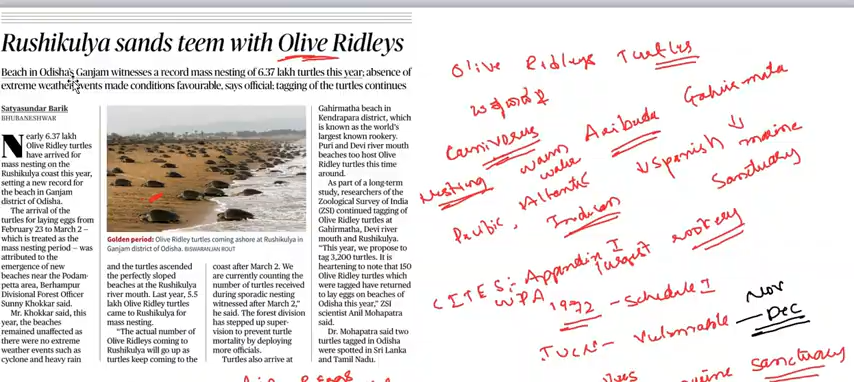 Rushikulya sands teem with Olive Ridleys
Beach in Odisha's Ganjam witnesses a record mass nesting of 6.37 lakh turtles this year; absence of
extreme weather events made conditions favourable, says official; tagging of the turtles continues
Satyasundar Barik
BHUBANESHWAR
Nearly 6.37 lakh
Olive Ridley turtles
have arrived for
mass nesting on the
Rushikulya coast this year,
setting a new record for
the beach in Ganjam
district of Odisha.
The arrival of the
turtles for laying eggs from
February 23 to March 2 –
which is treated as the
mass nesting period – was
attributed to the
emergence of new
beaches near the Podam-
petta area, Berhampur
Divisional Forest Officer
Sunny Khokkar said.
Mr. Khokkar said, this
year, the beaches
remained unaffected as
there were no extreme
weather events such as
cyclone and heavy rain
Golden period: Olive Ridley turtles coming ashore at Rushikulya in
Ganjam district of Odisha. BISWARANJAN ROUT
and the turtles ascended
the perfectly sloped
beaches at the Rushikulya
river mouth. Last year, 5.5
lakh Olive Ridley turtles
came to Rushikulya for
mass nesting.
"The actual number of
Olive Ridleys coming to
Rushikulya will go up as
turtles keep coming to the
coast after March 2. We
are currently counting the
number of turtles received
during sporadic nesting
witnessed after March 2,"
he said. The forest division
has stepped up super-
vision to prevent turtle
mortality by deploying
more officials.
Turtles also arrive at
Gahirmatha beach in
Kendrapara district, which
is known as the world's
largest known rookery.
Puri and Devi river mouth
beaches too host Olive
Ridley turtles this time
around.
As part of a long-term
study, researchers of the
Zoological Survey of India
(ZSI) continued tagging of
Olive Ridley turtles at
Gahirmatha, Devi river
mouth and Rushikulya.
"This year, we propose to
tag 3,200 turtles. It is
heartening to note that 150
Olive Ridley turtles which
were tagged have returned
to lay eggs on beaches of
Odisha this year," ZSI
scientist Anil Mohapatra
said.
Dr. Mohapatra said two
turtles tagged in Odisha
were spotted in Sri Lanka
and Tamil Nadu.
Olive Ridleys Turtles
Carnivorus Aribada Gahirmata
Nesting warm Spanish marine
Pacific, Atlantic Sanctuary
Indian
CITES: Appendix I largest rookery
WPA 1972 - Schedule I
IUCN - Vulnerable — Nov
— Dec
sanctuary